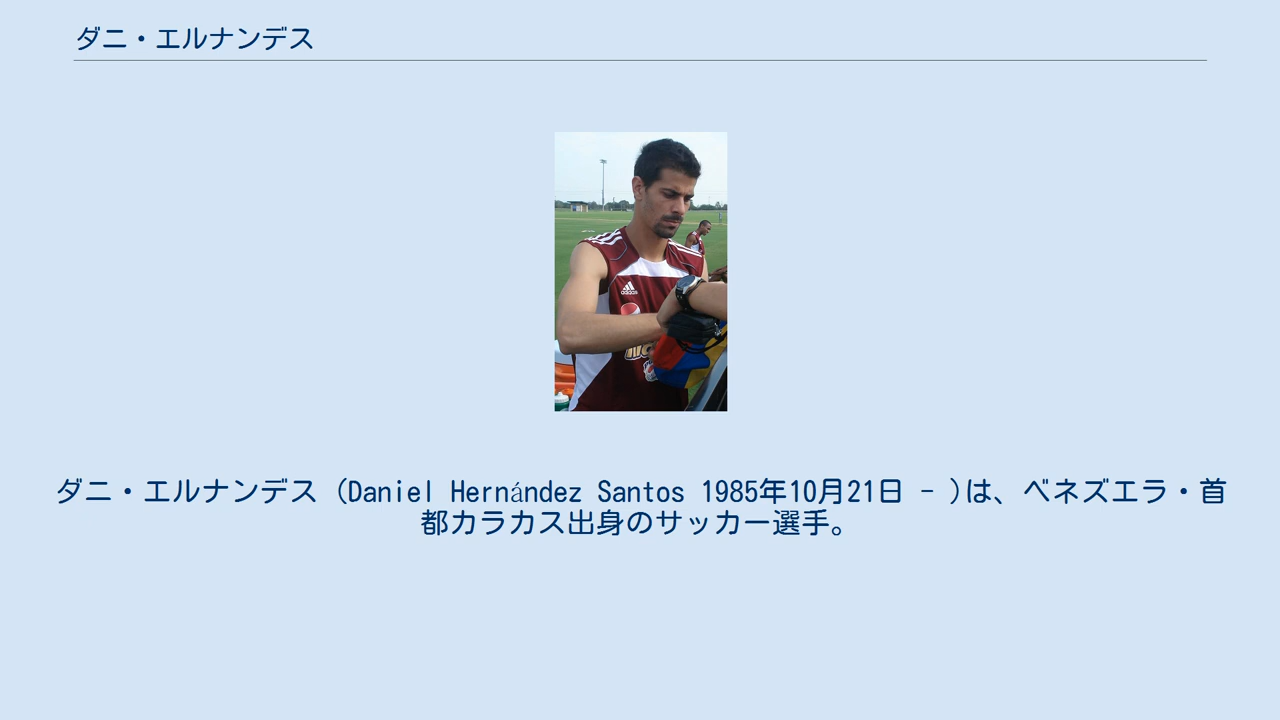 ダニ・エルナンデス
adidas
ダニ・エルナンデス (Daniel Hernández Santos 1985年10月21日 - )は、ベネズエラ・首
都カラカス出身のサッカー選手。